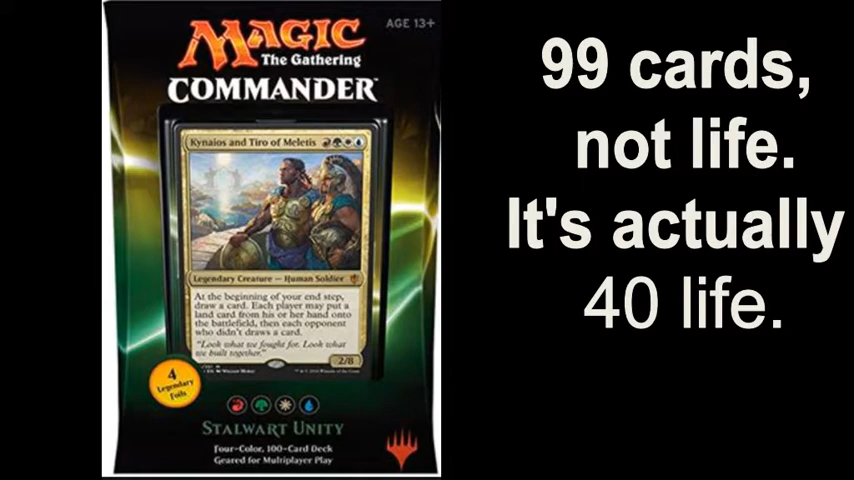 AGE 13+
MAGIC
The Gathering
COMMANDER
Kynaios and Tiro of Meletis
Legendary Creature — Human Soldier
At the beginning of your end step,
draw a card. Each player may put a
land card from his or her hand onto
the battlefield, then each opponent
who didn't draws a card.
"Look what we fought for. Look what
we built together."
2/8
4
Legendary
Foils
STALWART UNITY
Four-Color, 100-Card Deck
Geared for Multiplayer Play
99 cards,
not life.
It's actually
40 life.